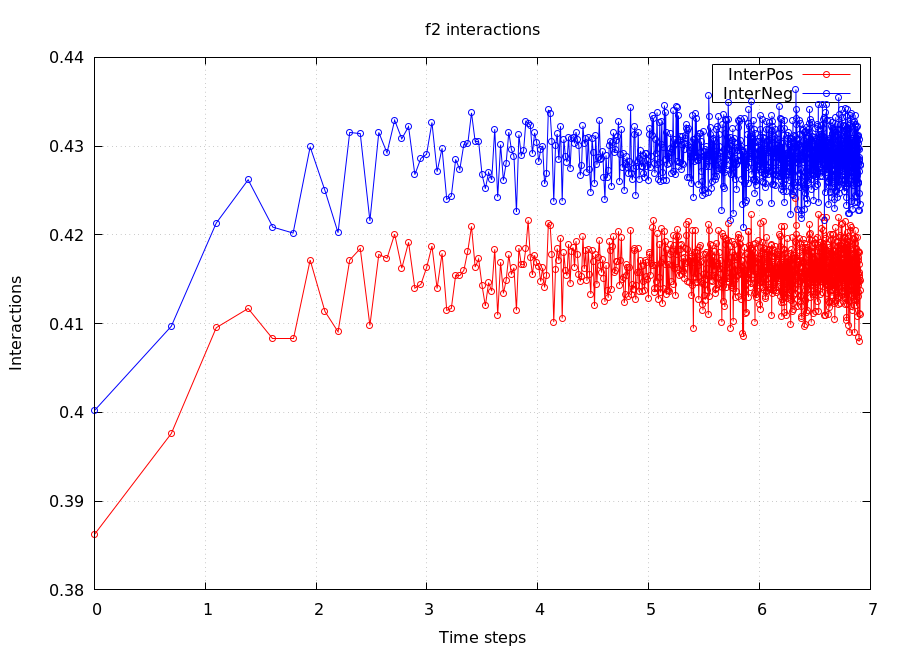 f2 interactions
InterPos
InterNeg
Interactions
0.44
0.43
0.42
0.41
0.4
0.39
0.38
0 1 2 3 4 5 6 7
Time steps